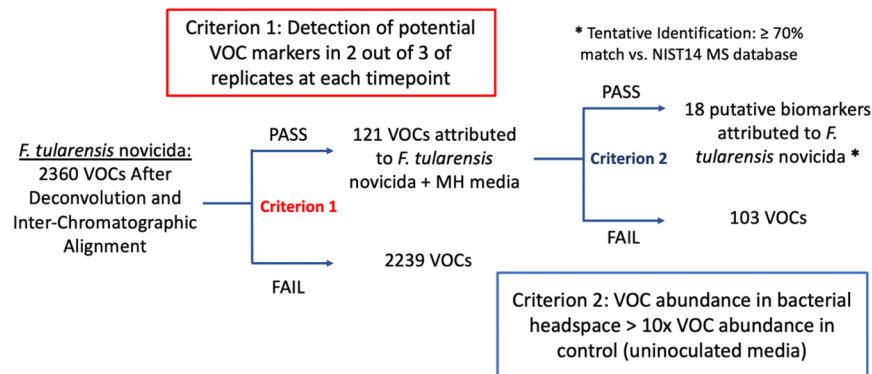 Criterion 1: Detection of potential
VOC markers in 2 out of 3 of
replicates at each timepoint
* Tentative Identification: ≥ 70%
match vs. NIST14 MS database
F. tularensis novicida:
2360 VOCs After
Deconvolution and
Inter-Chromatographic
Alignment
Criterion 1
PASS
121 VOCs attributed
to F. tularensis
novicida + MH media
FAIL
2239 VOCs
Criterion 2
PASS
18 putative biomarkers
attributed to F.
tularensis novicida *
FAIL
103 VOCs
Criterion 2: VOC abundance in bacterial
headspace > 10x VOC abundance in
control (uninoculated media)